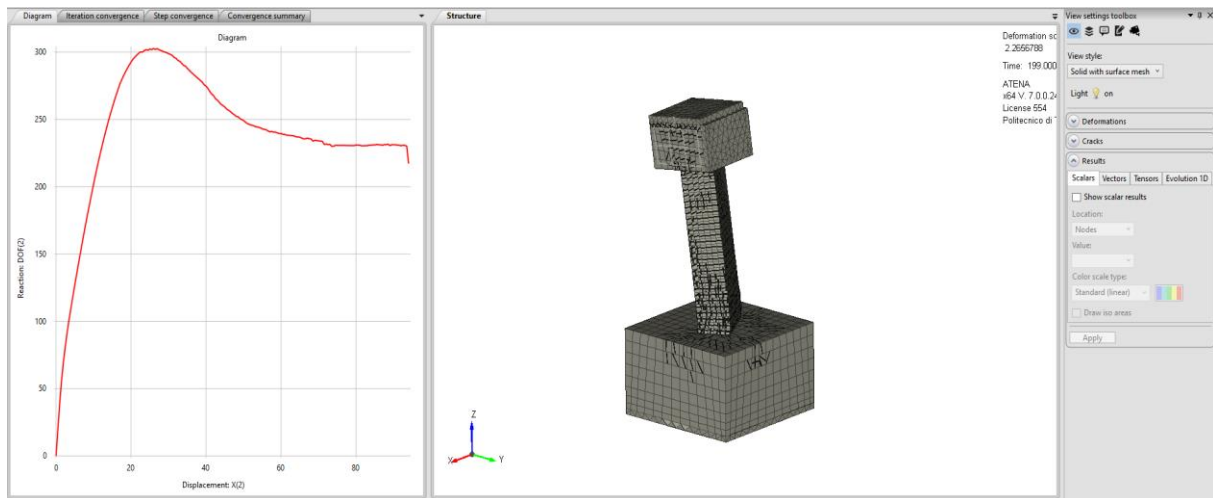 Diagram Iteration convergence Step convergence Convergence summary
Diagram
300
250
200
150
100
50
0
Reaction: DOF(2)
0 20 40 60 80
Displacement: X(2)
Structure
Deformation sc
2.2656788
Time: 199.000
ATENA
x64 V. 7.0.0.24
License 554
Politecnico di T
Z
X Y
View settings toolbox
View style:
Solid with surface mesh
Light on
Deformations
Cracks
Results
Scalars Vectors Tensors Evolution 1D
Show scalar results
Location:
Nodes
Value:
Color scale type:
Standard (linear)
Draw iso areas
Apply